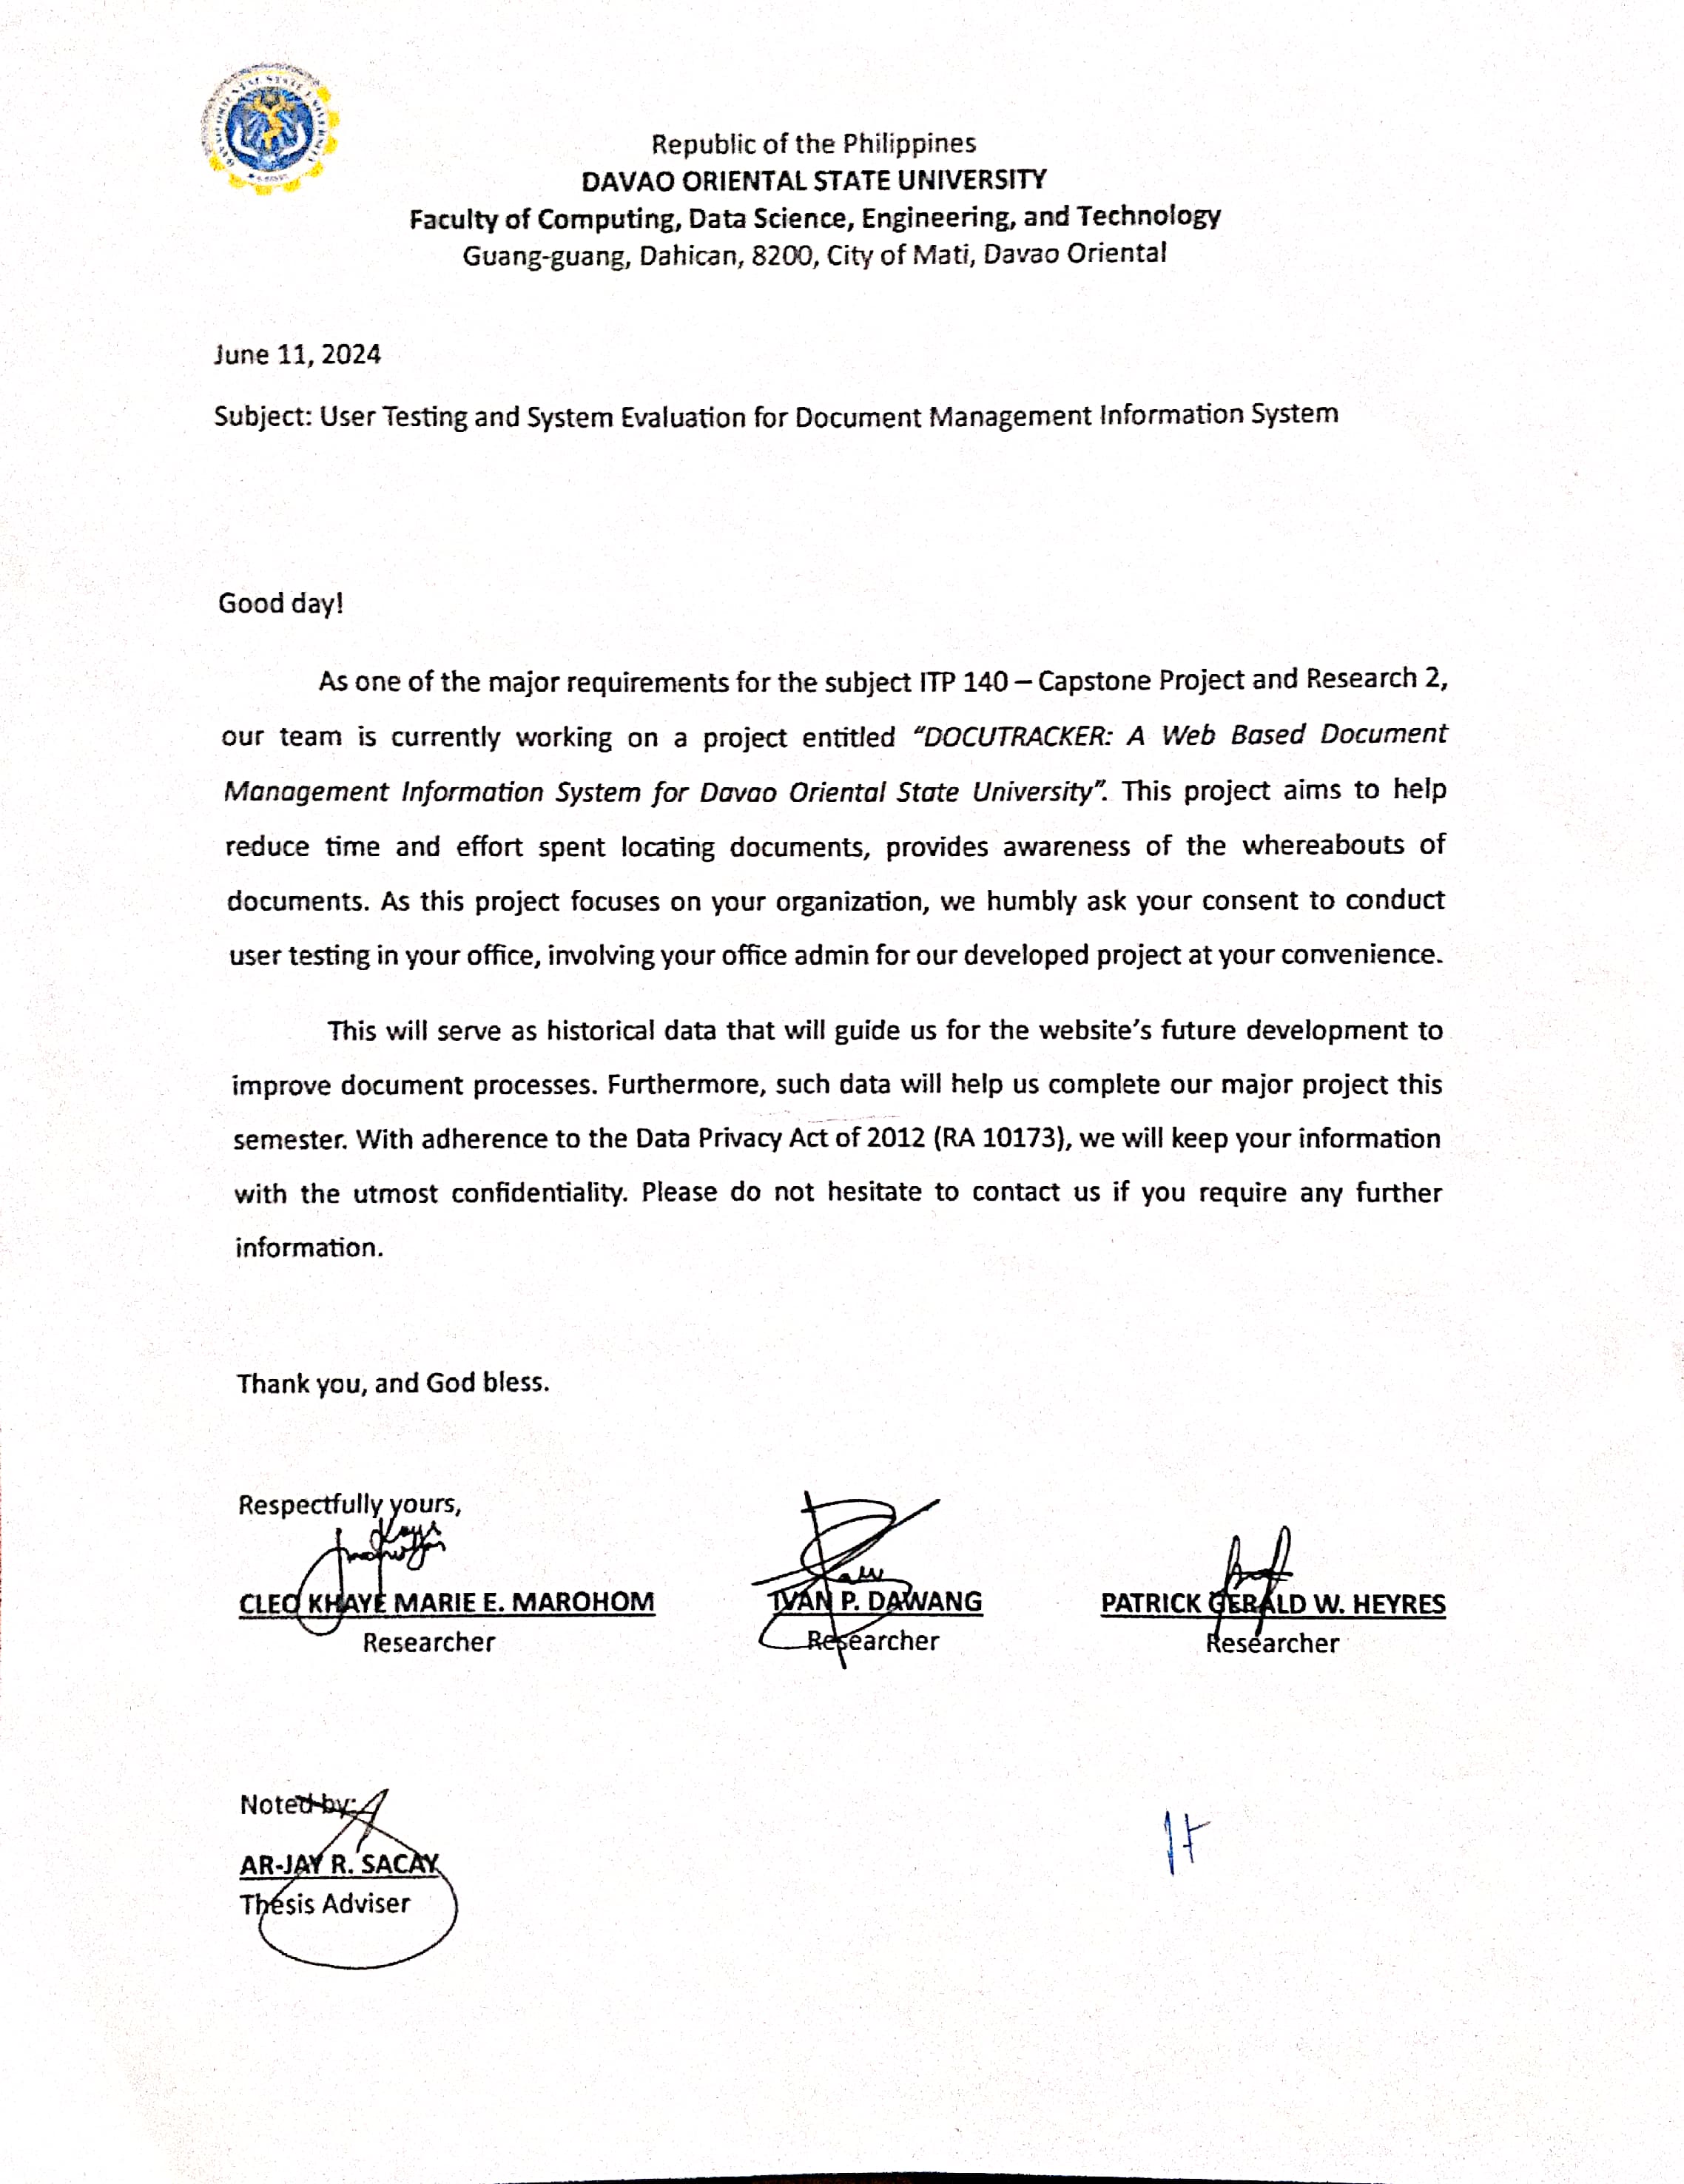 Republic of the Philippines
DAVAO ORIENTAL STATE UNIVERSITY
Faculty of Computing, Data Science, Engineering, and Technology
Guang-guang, Dahican, 8200, City of Mati, Davao Oriental
June 11, 2024
Subject: User Testing and System Evaluation for Document Management Information System
Good day!
As one of the major requirements for the subject ITP 140 – Capstone Project and Research 2,
our team is currently working on a project entitled “DOCUTRACKER: A Web Based Document
Management Information System for Davao Oriental State University”. This project aims to help
reduce time and effort spent locating documents, provides awareness of the whereabouts of
documents. As this project focuses on your organization, we humbly ask your consent to conduct
user testing in your office, involving your office admin for our developed project at your convenience.
This will serve as historical data that will guide us for the website’s future development to
improve document processes. Furthermore, such data will help us complete our major project this
semester. With adherence to the Data Privacy Act of 2012 (RA 10173), we will keep your information
with the utmost confidentiality. Please do not hesitate to contact us if you require any further
information.
Thank you, and God bless.
Respectfully yours,
CLEO KHAYE MARIE E. MAROHOM
IVAN P. DAWANG
PATRICK GERALD W. HEYRES
Researcher
Researcher
Researcher
Noted by:
AR-JAY R. SACAY
Thesis Adviser